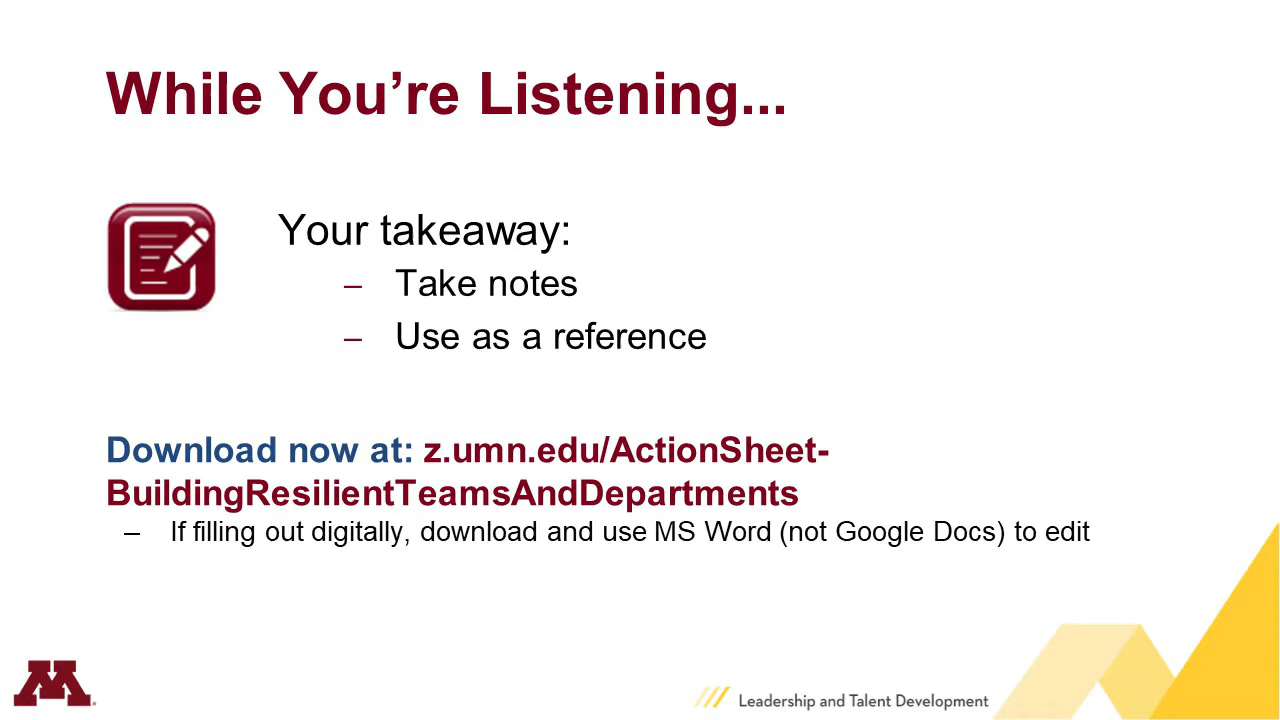 While You’re Listening...
Your takeaway:
– Take notes
– Use as a reference
Download now at: z.umn.edu/ActionSheet-
BuildingResilientTeamsAndDepartments
– If filling out digitally, download and use MS Word (not Google Docs) to edit
M
Leadership and Talent Development